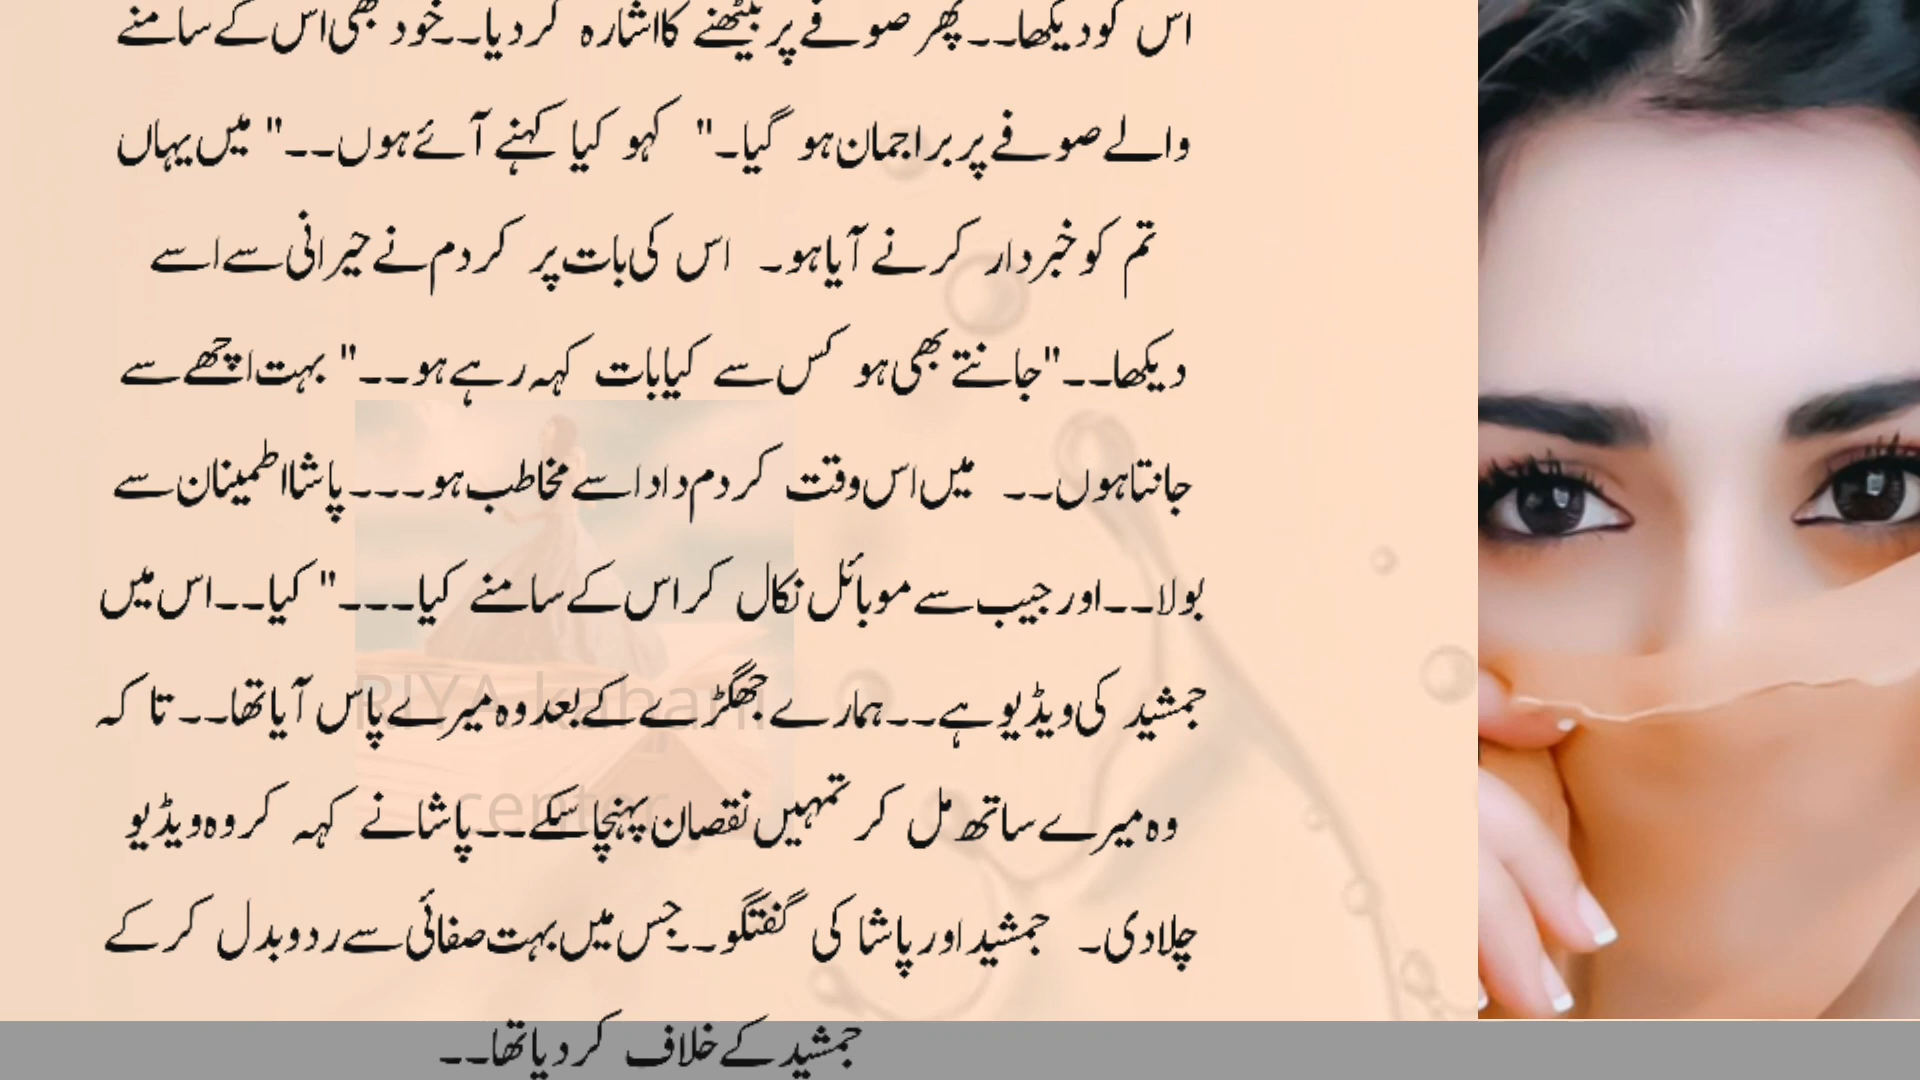 اس کو دیکھا۔۔ پھر صوفے پر بیٹھنے کا اشارہ کر دیا۔۔ خود بھی اس کے سامنے
والے صوفے پر براجمان ہو گیا۔" کہو کیا کہنے آئے ہوں۔۔" میں یہاں
تم کو خبردار کرنے آیا ہو۔ اس کی بات پر کردم نے حیرانی سے اسے
دیکھا۔۔"جانتے بھی ہو کس سے کیا بات کہہ رہے ہو۔۔" بہت اچھے سے
جانتا ہوں۔۔ میں اس وقت کردم دادا سے مخاطب ہو۔۔۔ پاشا اطمینان سے
بولا۔۔ اور جیب سے موبائل نکال کر اس کے سامنے کیا۔۔۔" کیا۔۔ اس میں
جمشید کی ویڈیو ہے۔۔ ہمارے جھگڑے کے بعد وہ میرے پاس آیا تھا۔۔ تا کہ
وہ میرے ساتھ مل کر تمہیں نقصان پہنچا سکے۔۔ پاشا نے کہہ کر وہ ویڈیو
چلا دی۔ جمشید اور پاشا کی گفتگو۔۔ جس میں بہت صفائی سے ردوبدل کر کے
جمشید کے خلاف کر دیا تھا۔۔
RIYA kahani
center